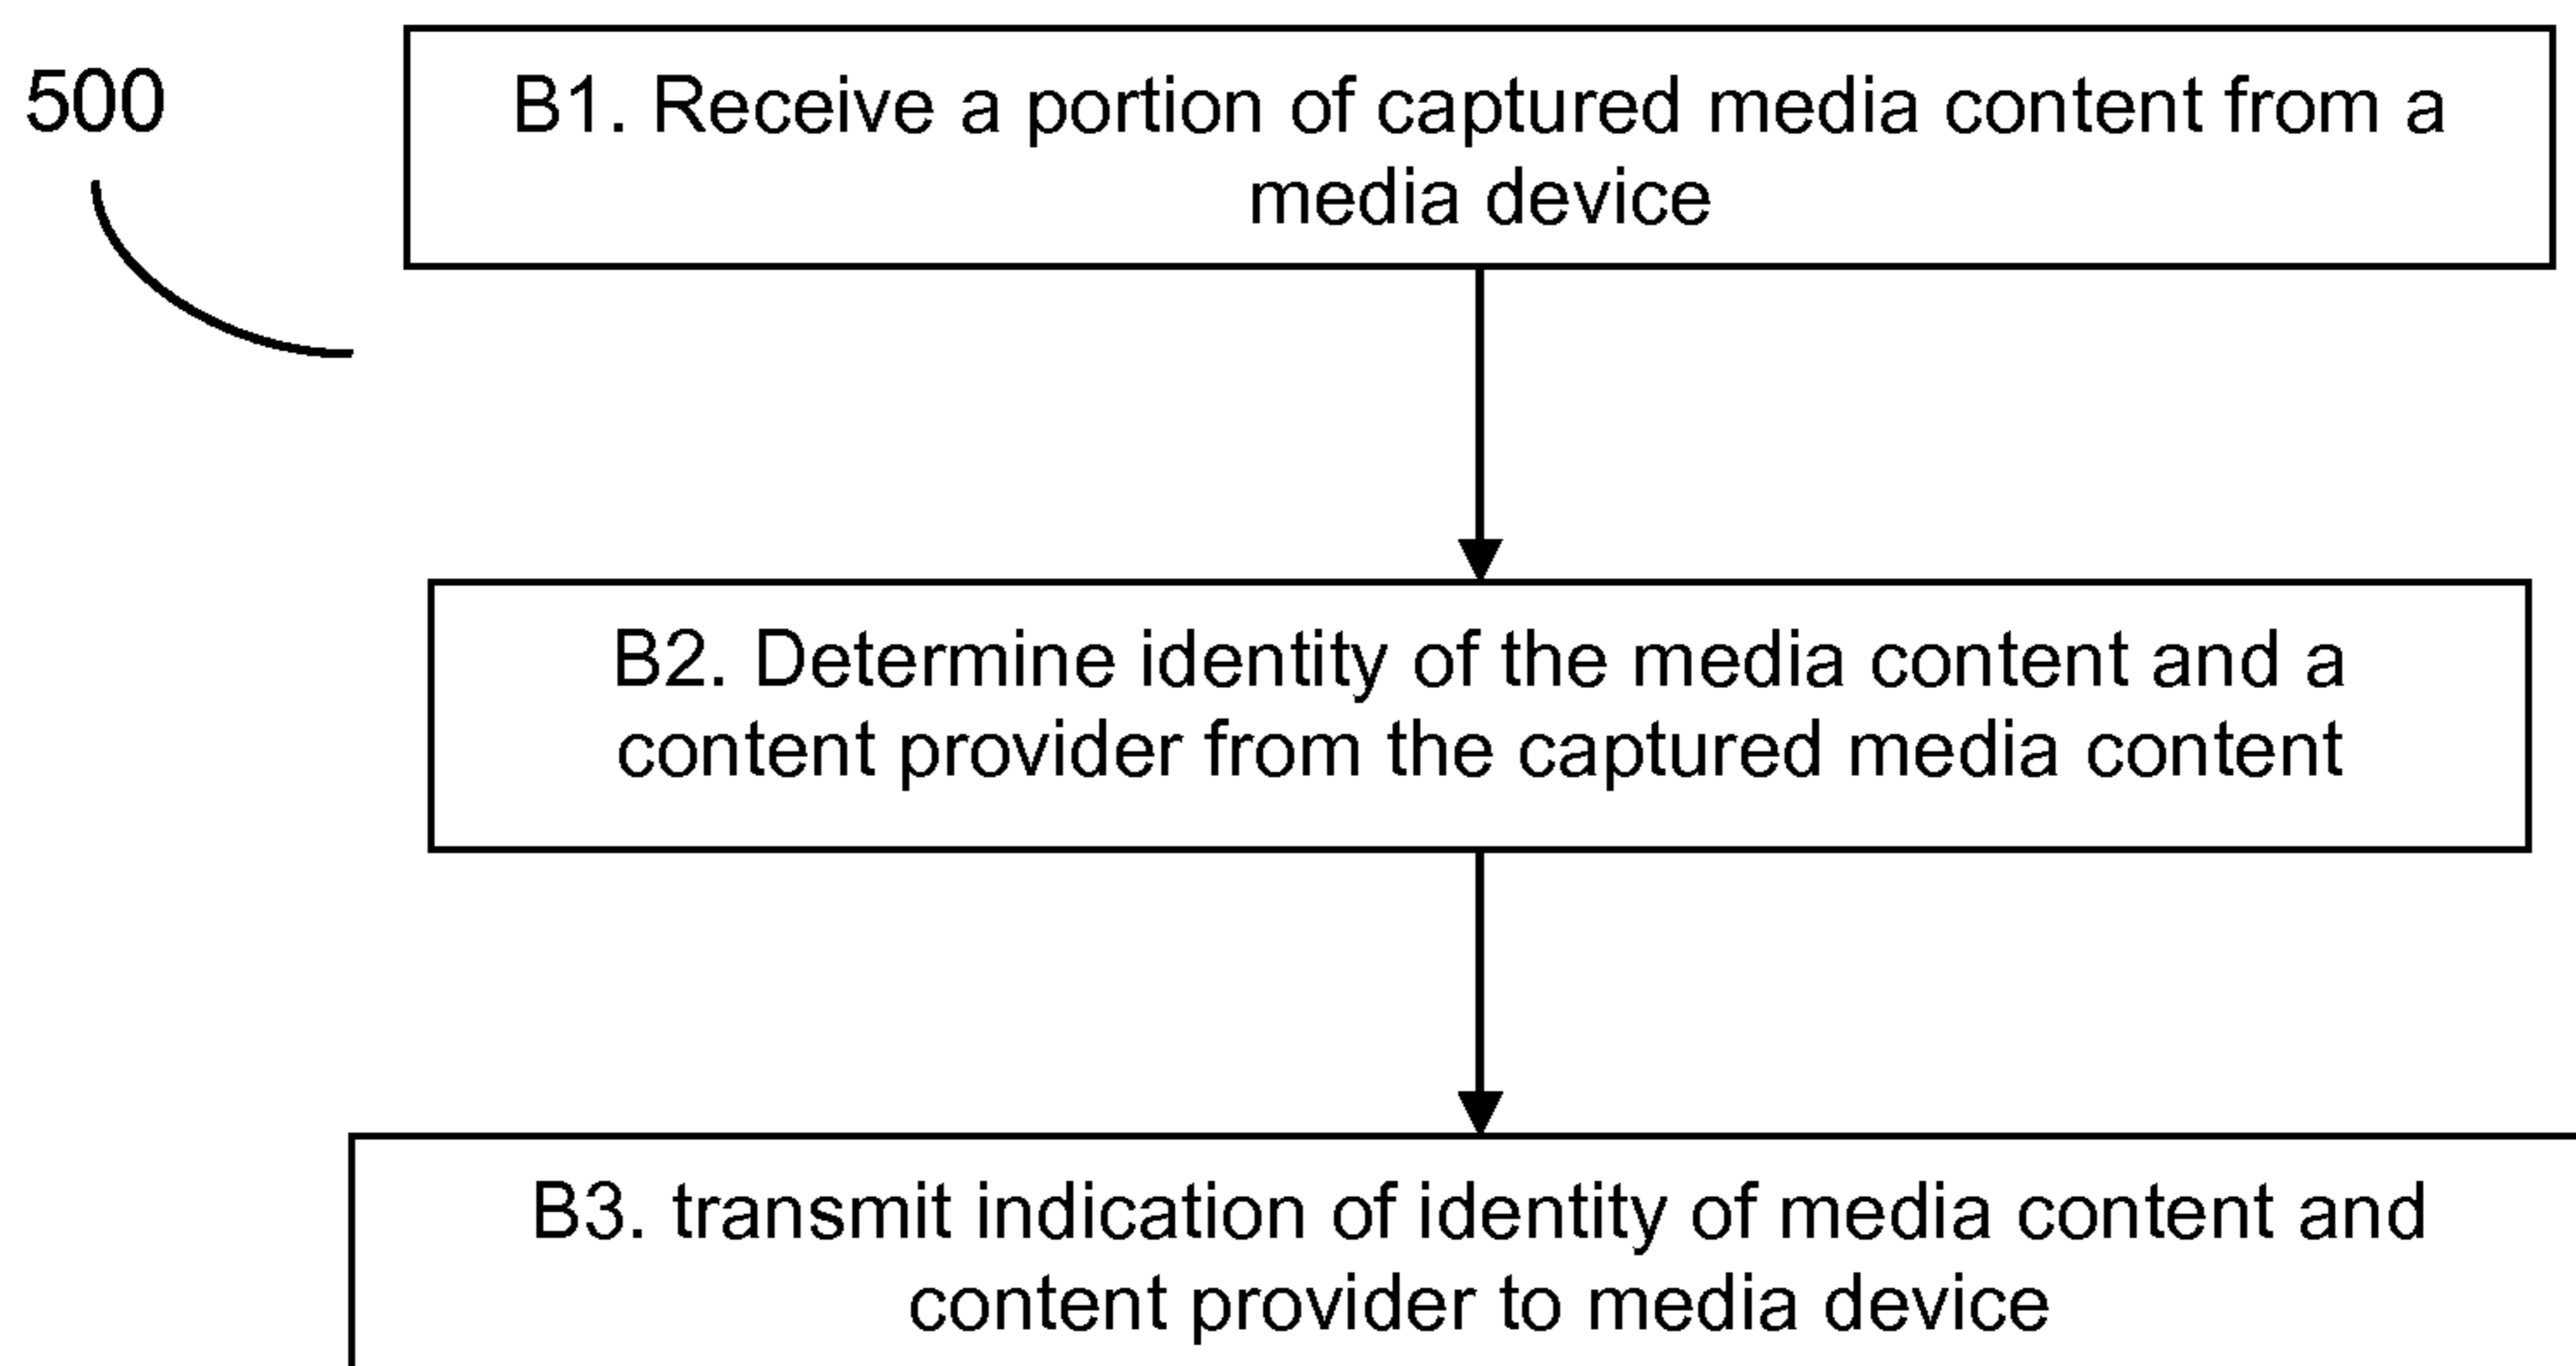 500
B1. Receive a portion of captured media content from a
media device
B2. Determine identity of the media content and a
content provider from the captured media content
B3. transmit indication of identity of media content and
content provider to media device